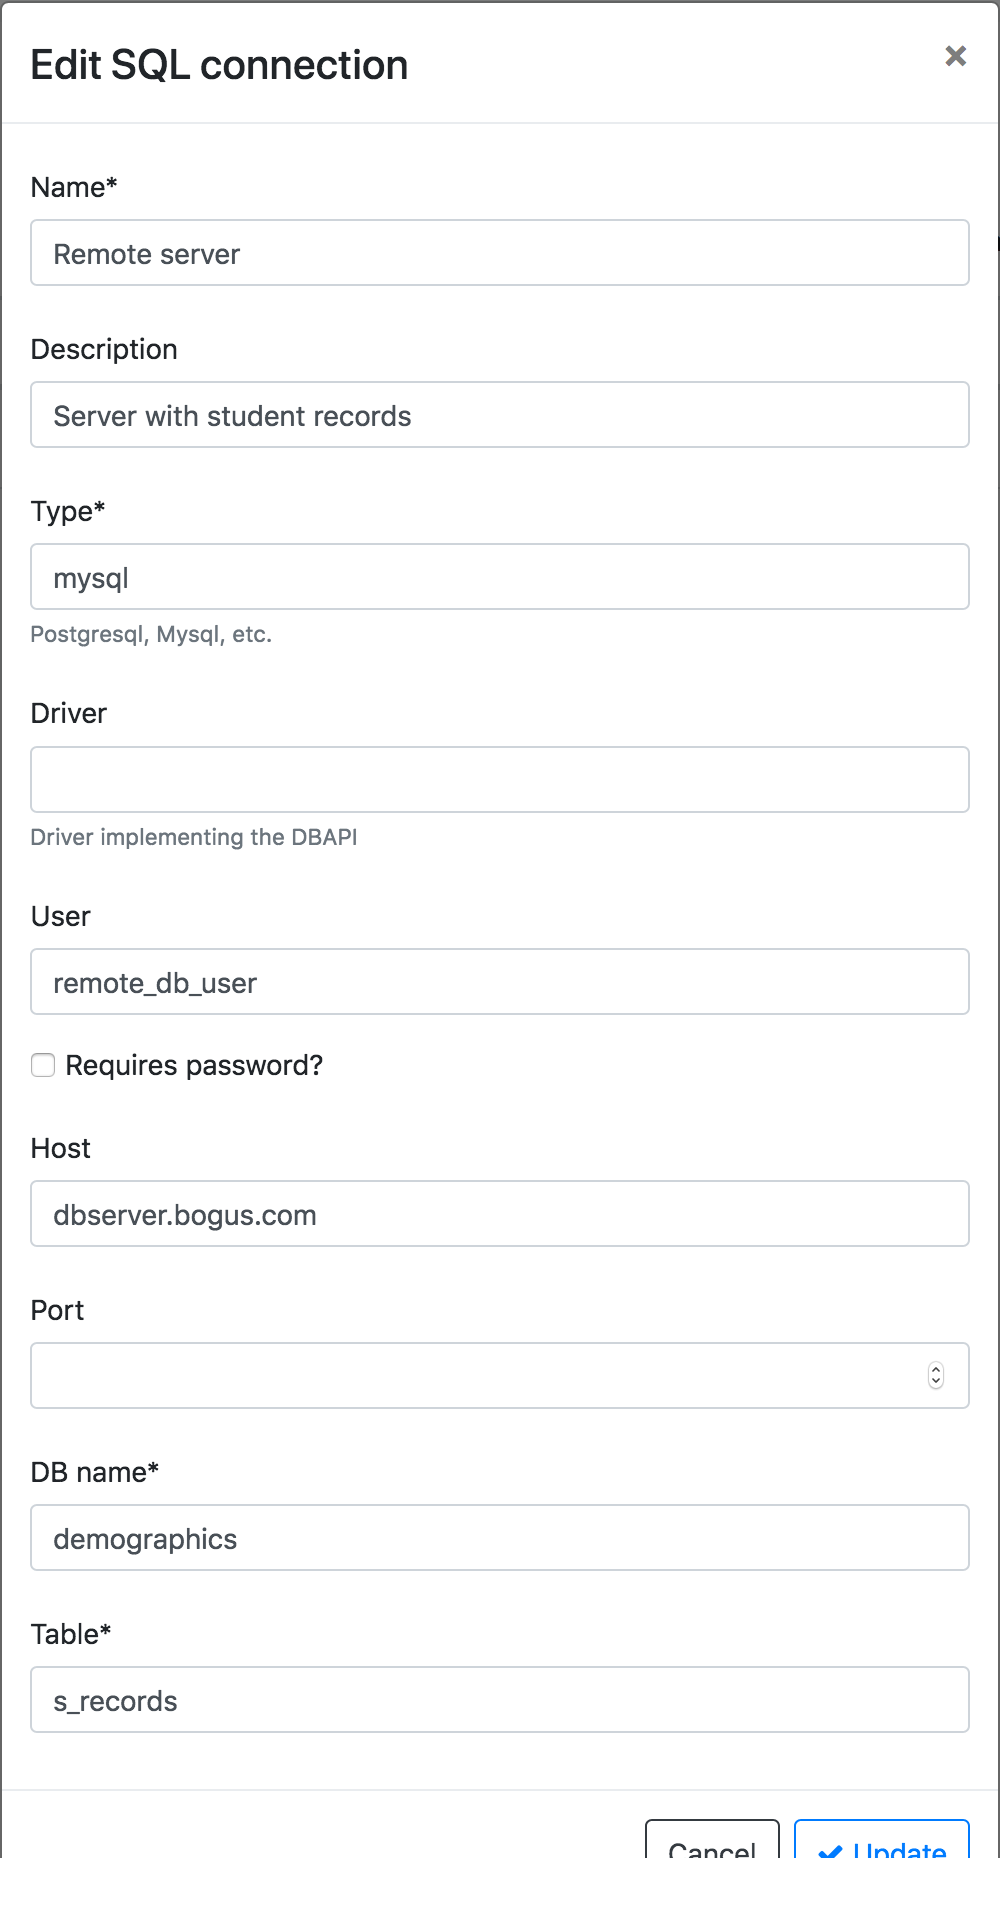 Edit SQL connection
×
Name*
Remote server
Description
Server with student records
Type*
mysql
Postgresql, Mysql, etc.
Driver
Driver implementing the DBAPI
User
remote_db_user
Requires password?
Host
dbserver.bogus.com
Port
DB name*
demographics
Table*
s_records
Cancel
Update